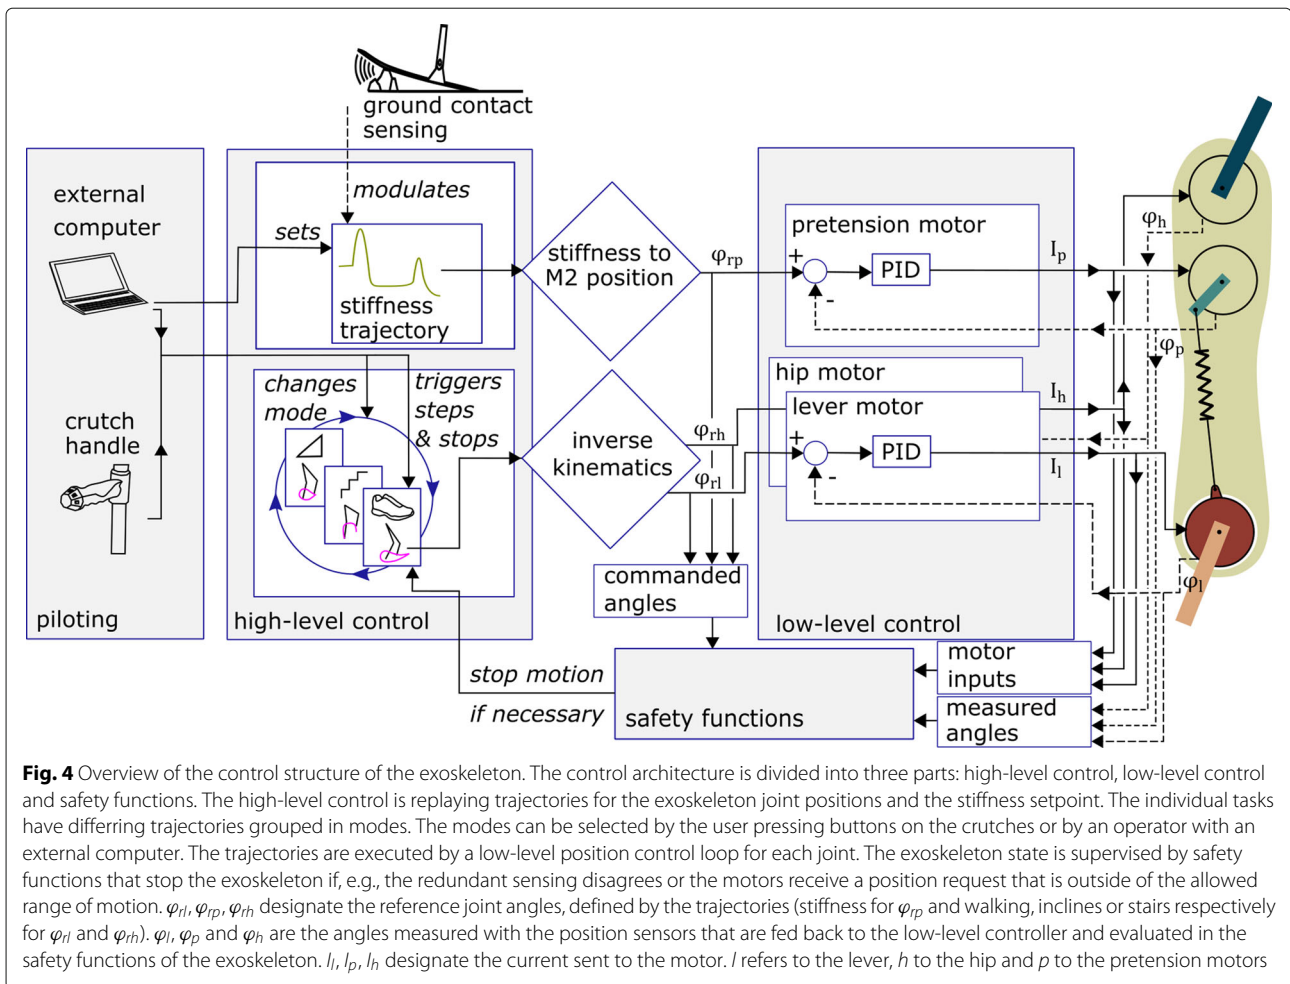 ground contact
sensing
external
computer
sets
modulates
stiffness
trajectory
stiffness to
M2 position
φrp
pretension motor
+
-
PID
Ip
φh
φp
changes
mode
triggers
steps
& stops
crutch
handle
inverse
kinematics
φrh
φrl
hip motor
lever motor
+
-
PID
Ih
Il
φl
commanded
angles
piloting
high-level control
low-level control
stop motion
if necessary
safety functions
motor
inputs
measured
angles
Fig. 4 Overview of the control structure of the exoskeleton. The control architecture is divided into three parts: high-level control, low-level control
and safety functions. The high-level control is replaying trajectories for the exoskeleton joint positions and the stiffness setpoint. The individual tasks
have differing trajectories grouped in modes. The modes can be selected by the user pressing buttons on the crutches or by an operator with an
external computer. The trajectories are executed by a low-level position control loop for each joint. The exoskeleton state is supervised by safety
functions that stop the exoskeleton if, e.g., the redundant sensing disagrees or the motors receive a position request that is outside of the allowed
range of motion. φrl, φrp, φrh designate the reference joint angles, defined by the trajectories (stiffness for φrp and walking, inclines or stairs respectively
for φrl and φrh). φl, φp and φh are the angles measured with the position sensors that are fed back to the low-level controller and evaluated in the
safety functions of the exoskeleton. Il, Ip, Ih designate the current sent to the motor. l refers to the lever, h to the hip and p to the pretension motors